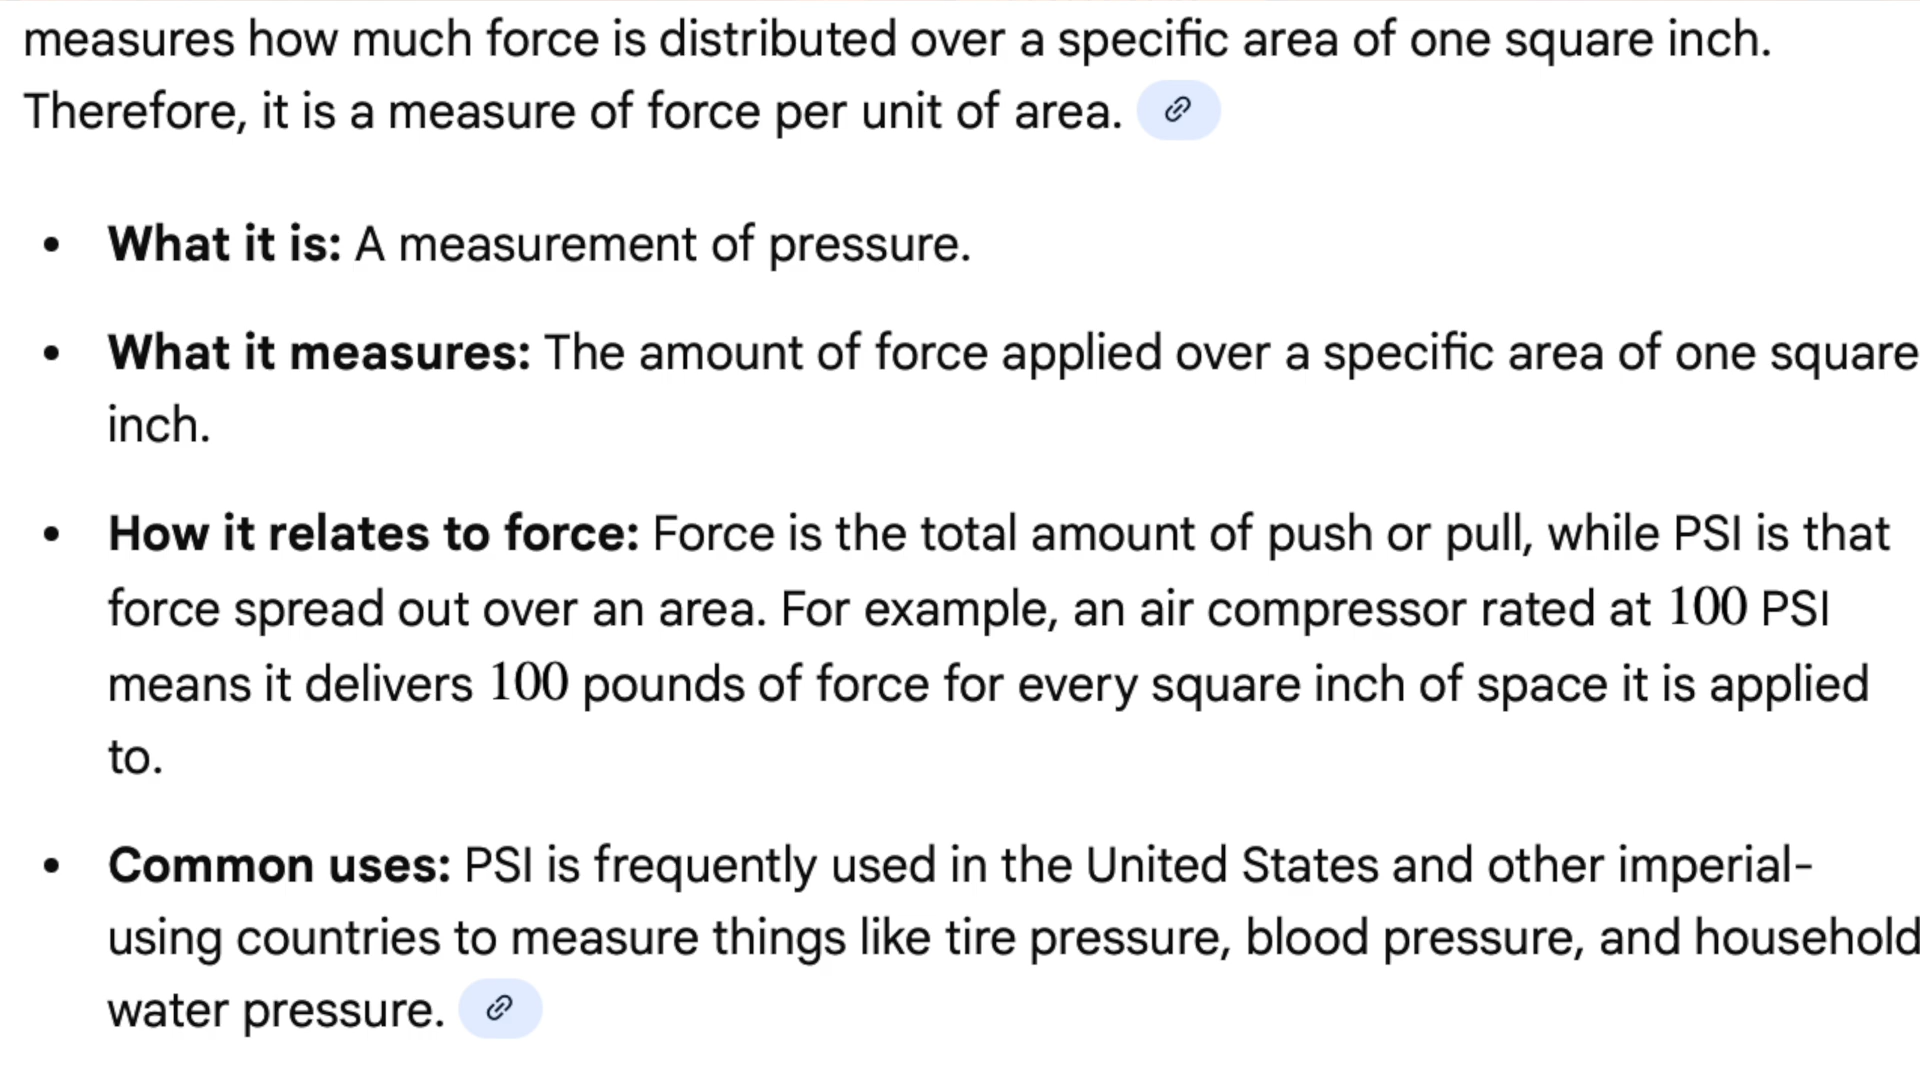 measures how much force is distributed over a specific area of one square inch.
Therefore, it is a measure of force per unit of area.
• What it is: A measurement of pressure.
• What it measures: The amount of force applied over a specific area of one square
inch.
• How it relates to force: Force is the total amount of push or pull, while PSI is that
force spread out over an area. For example, an air compressor rated at 100 PSI
means it delivers 100 pounds of force for every square inch of space it is applied
to.
• Common uses: PSI is frequently used in the United States and other imperial-
using countries to measure things like tire pressure, blood pressure, and household
water pressure.